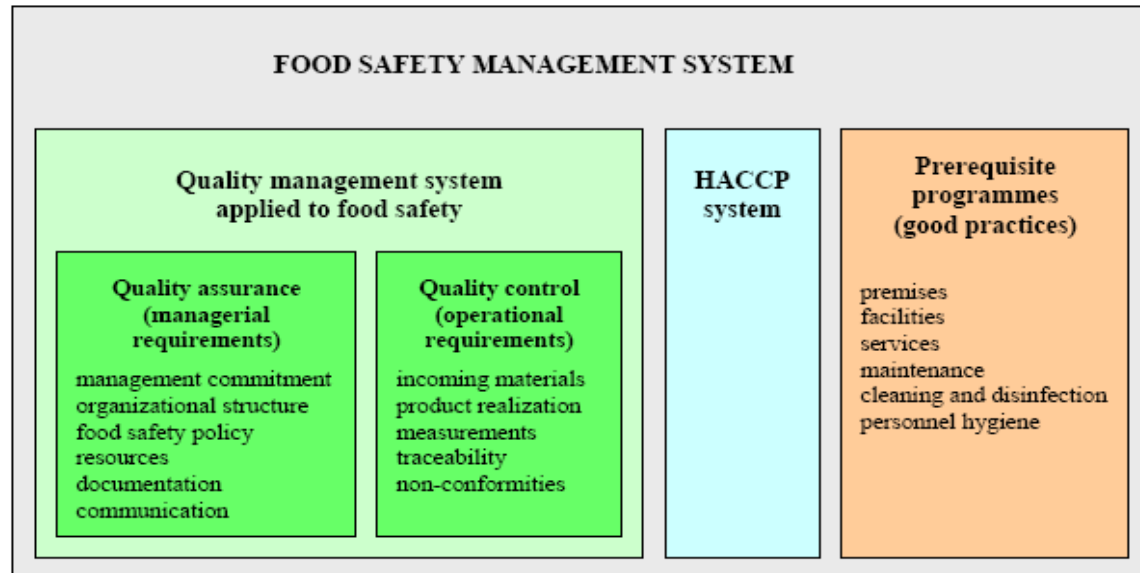 FOOD SAFETY MANAGEMENT SYSTEM
Quality management system
applied to food safety
Quality assurance
(managerial
requirements)
management commitment
organizational structure
food safety policy
resources
documentation
communication
Quality control
(operational
requirements)
incoming materials
product realization
measurements
traceability
non-conformities
HACCP
system
Prerequisite
programmes
(good practices)
premises
facilities
services
maintenance
cleaning and disinfection
personnel hygiene